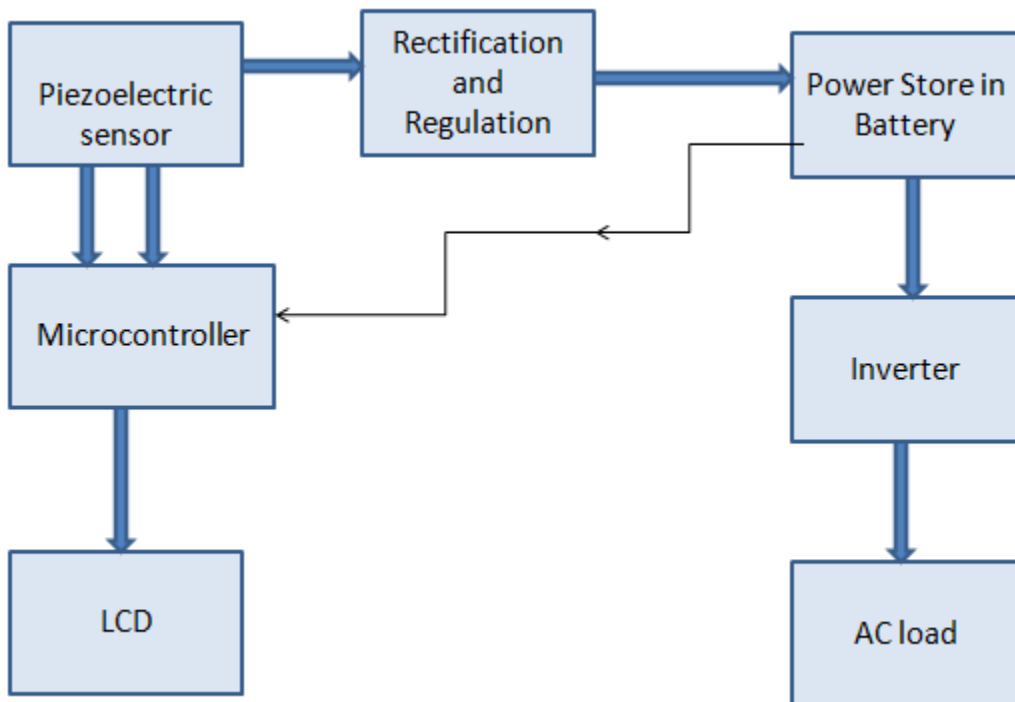 Piezoelectric
sensor
Rectification
and
Regulation
Power Store in
Battery
Microcontroller
Inverter
LCD
AC load